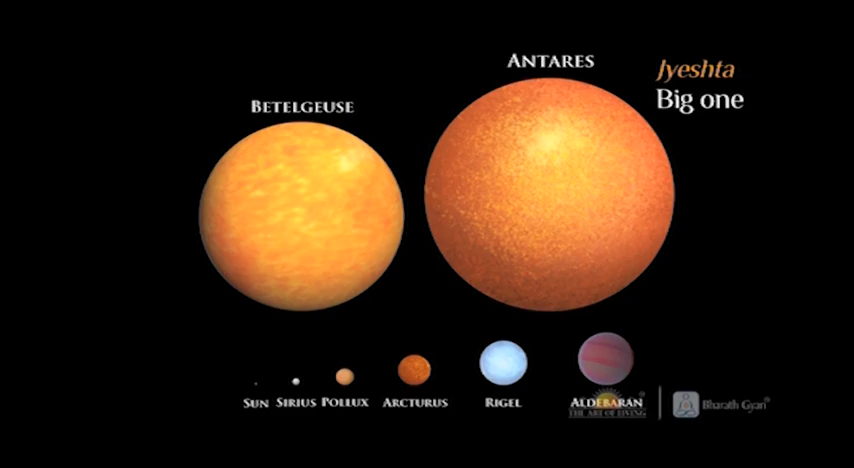 ANTARES
Jyeshta
Big one
BETELGEUSE
SUN SIRIUS POLLUX ARCTURUS RIGEL ALDEBARAN
THE ART OF LIVING
Bharath Gyan